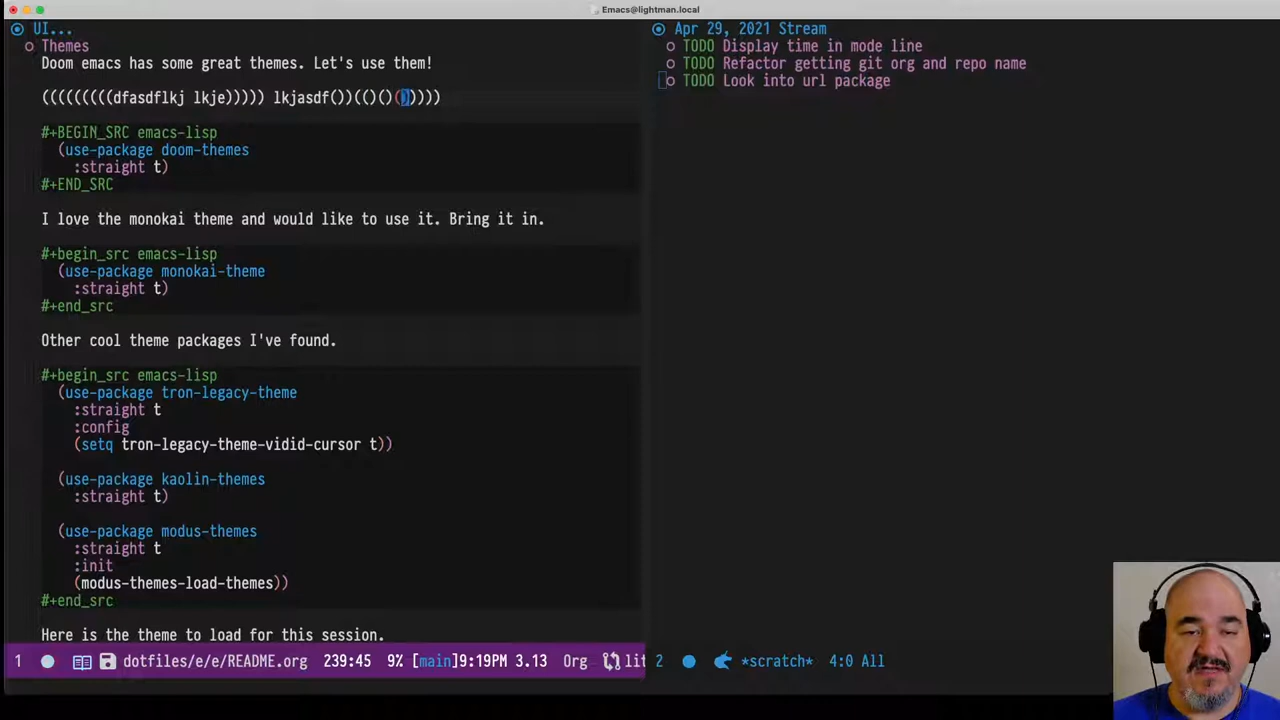 Emacs@lightman.local
UI...
Themes
Doom emacs has some great themes. Let's use them!
(((((((((dfasdflkj lkje))))) lkjasdf())(()()())))))
#+BEGIN_SRC emacs-lisp
(use-package doom-themes
:straight t)
#+END_SRC
I love the monokai theme and would like to use it. Bring it in.
#+begin_src emacs-lisp
(use-package monokai-theme
:straight t)
#+end_src
Other cool theme packages I've found.
#+begin_src emacs-lisp
(use-package tron-legacy-theme
:straight t
:config
(setq tron-legacy-theme-vidid-cursor t))
(use-package kaolin-themes
:straight t)
(use-package modus-themes
:straight t
:init
(modus-themes-load-themes))
#+end_src
Here is the theme to load for this session.
1 dotfiles/e/e/README.org 239:45 9% [main]9:19PM 3.13 Org lit
Apr 29, 2021 Stream
TODO Display time in mode line
TODO Refactor getting git org and repo name
TODO Look into url package
2 *scratch* 4:0 All